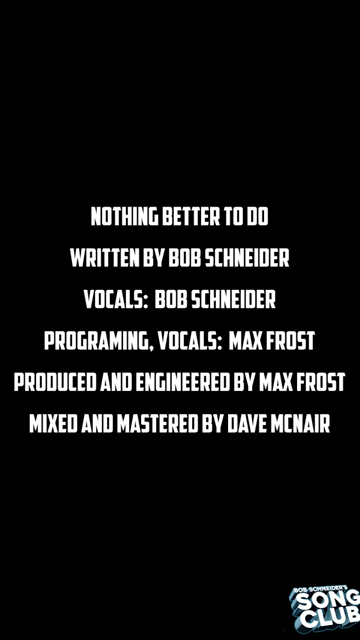 NOTHING BETTER TO DO
WRITTEN BY BOB SCHNEIDER
VOCALS: BOB SCHNEIDER
PROGRAMING, VOCALS: MAX FROST
PRODUCED AND ENGINEERED BY MAX FROST
MIXED AND MASTERED BY DAVE MCNAIR
BOB SCHNEIDER'S
SONG
CLUB